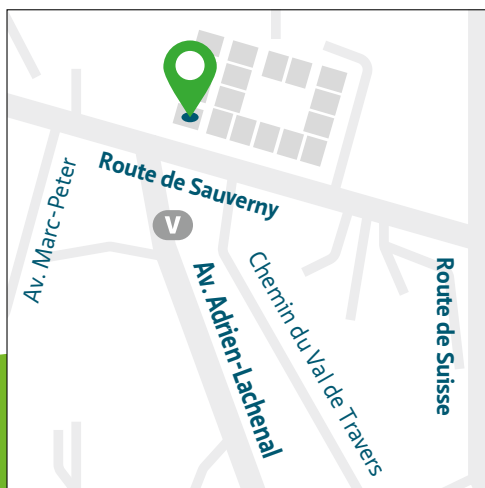 Route de Sauverny
Av. Marc-Peter
V
Av. Adrien-Lachenal
Chemin du Val de Travers
Route de Suisse